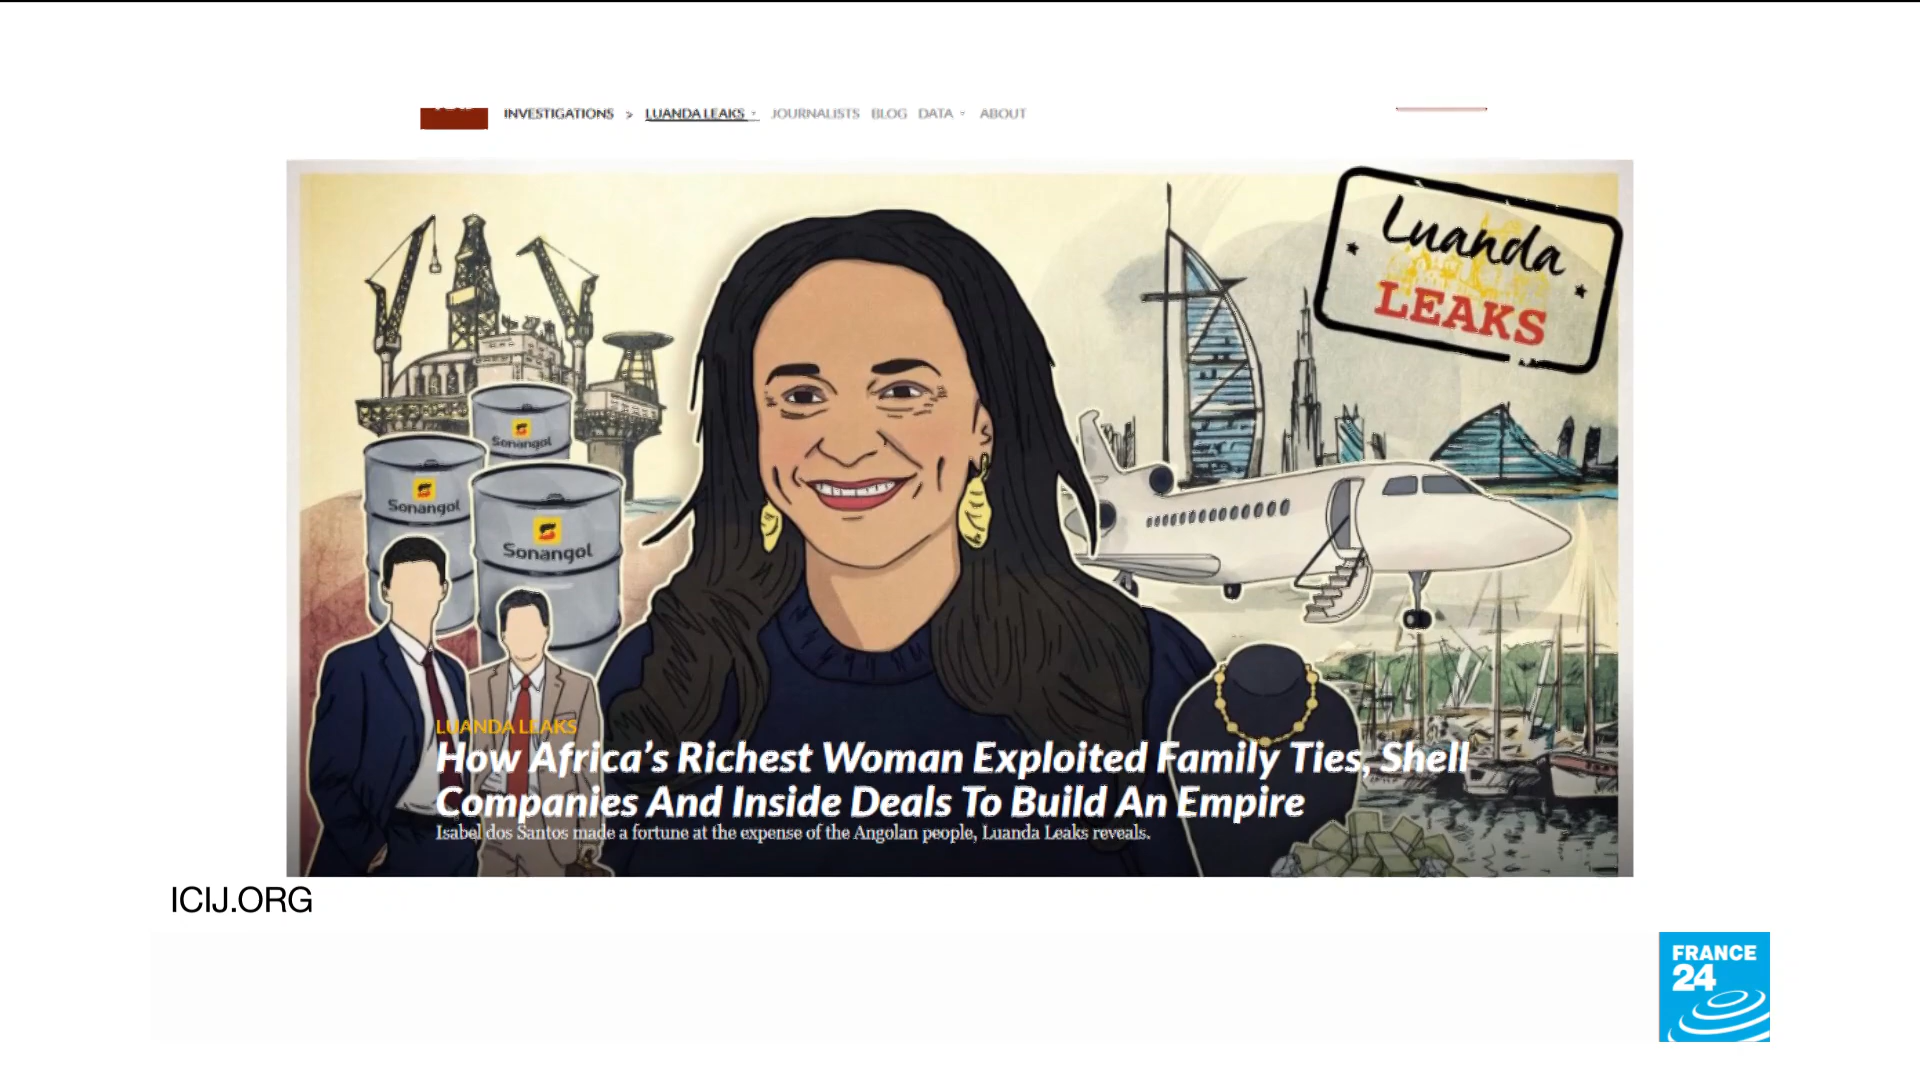 INVESTIGATIONS > LUANDA LEAKS JOURNALISTS BLOG DATA ABOUT
Luanda
LEAKS
Sonangol
Sonangol
Sonangol
LUANDA LEAKS
How Africa's Richest Woman Exploited Family Ties, Shell
Companies And Inside Deals To Build An Empire
Isabel dos Santos made a fortune at the expense of the Angolan people, Luanda Leaks reveals.
ICIJ.ORG
FRANCE
24